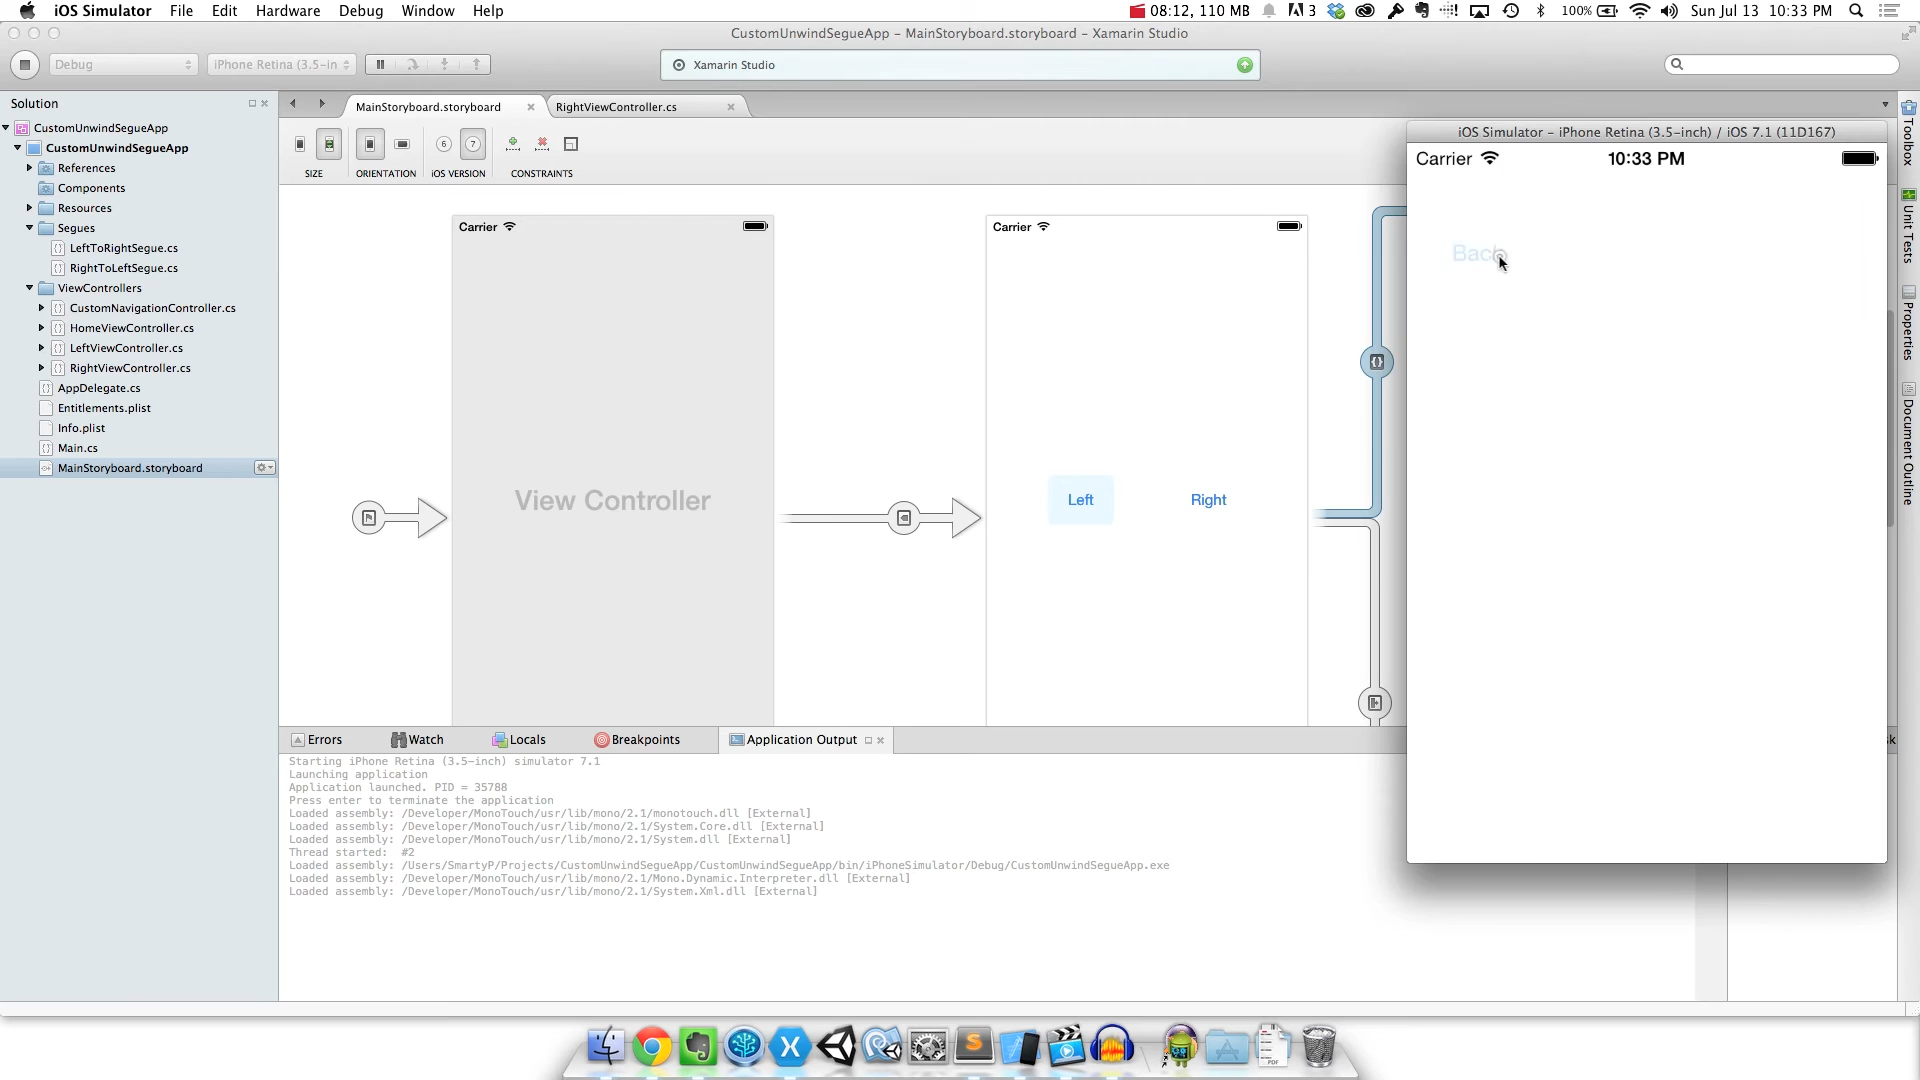 iOS Simulator File Edit Hardware Debug Window Help
08:12, 110 MB 3 100% Sun Jul 13 10:33 PM
CustomUnwindSegueApp – MainStoryboard.storyboard – Xamarin Studio
Debug
iPhone Retina (3.5-in
Xamarin Studio
Solution
MainStoryboard.storyboard
RightViewController.cs
CustomUnwindSegueApp
CustomUnwindSegueApp
References
Components
Resources
Segues
LeftToRightSegue.cs
RightToLeftSegue.cs
ViewControllers
CustomNavigationController.cs
HomeViewController.cs
LeftViewController.cs
RightViewController.cs
AppDelegate.cs
Entitlements.plist
Info.plist
Main.cs
MainStoryboard.storyboard
6 7
SIZE ORIENTATION iOS VERSION CONSTRAINTS
Carrier
View Controller
Carrier
Left Right
iOS Simulator – iPhone Retina (3.5-inch) / iOS 7.1 (11D167)
Carrier 10:33 PM
Back
Toolbox
Unit Tests
Properties
Document Outline
Errors Watch Locals Breakpoints Application Output
Starting iPhone Retina (3.5-inch) simulator 7.1
Launching application
Application launched. PID = 35788
Press enter to terminate the application
Loaded assembly: /Developer/MonoTouch/usr/lib/mono/2.1/monotouch.dll [External]
Loaded assembly: /Developer/MonoTouch/usr/lib/mono/2.1/System.Core.dll [External]
Loaded assembly: /Developer/MonoTouch/usr/lib/mono/2.1/System.dll [External]
Thread started: #2
Loaded assembly: /Users/SmartyP/Projects/CustomUnwindSegueApp/CustomUnwindSegueApp/bin/iPhoneSimulator/Debug/CustomUnwindSegueApp.exe
Loaded assembly: /Developer/MonoTouch/usr/lib/mono/2.1/Mono.Dynamic.Interpreter.dll [External]
Loaded assembly: /Developer/MonoTouch/usr/lib/mono/2.1/System.Xml.dll [External]
PDF